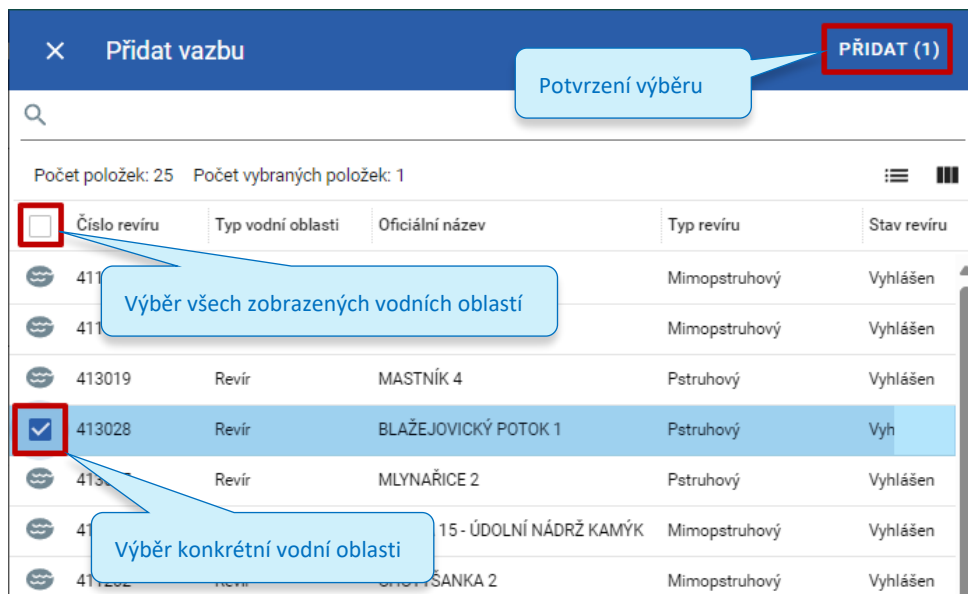 Přidat vazbu PŘIDAT (1)
Potvrzení výběru
Počet položek: 25 Počet vybraných položek: 1
Číslo revíru Typ vodní oblasti Oficiální název Typ revíru Stav revíru
Mimopstruhový Vyhlášen
Výběr všech zobrazených vodních oblastí
Mimopstruhový Vyhlášen
413019 Revír MASTNÍK 4 Pstruhový Vyhlášen
413028 Revír BLAŽEJOVICKÝ POTOK 1 Pstruhový Vyh
Revír MLYNAŘICE 2 Pstruhový Vyhlášen
15 - ÚDOLNÍ NÁDRŽ KAMÝK Mimopstruhový Vyhlášen
Výběr konkrétní vodní oblasti
2 Mimopstruhový Vyhlášen